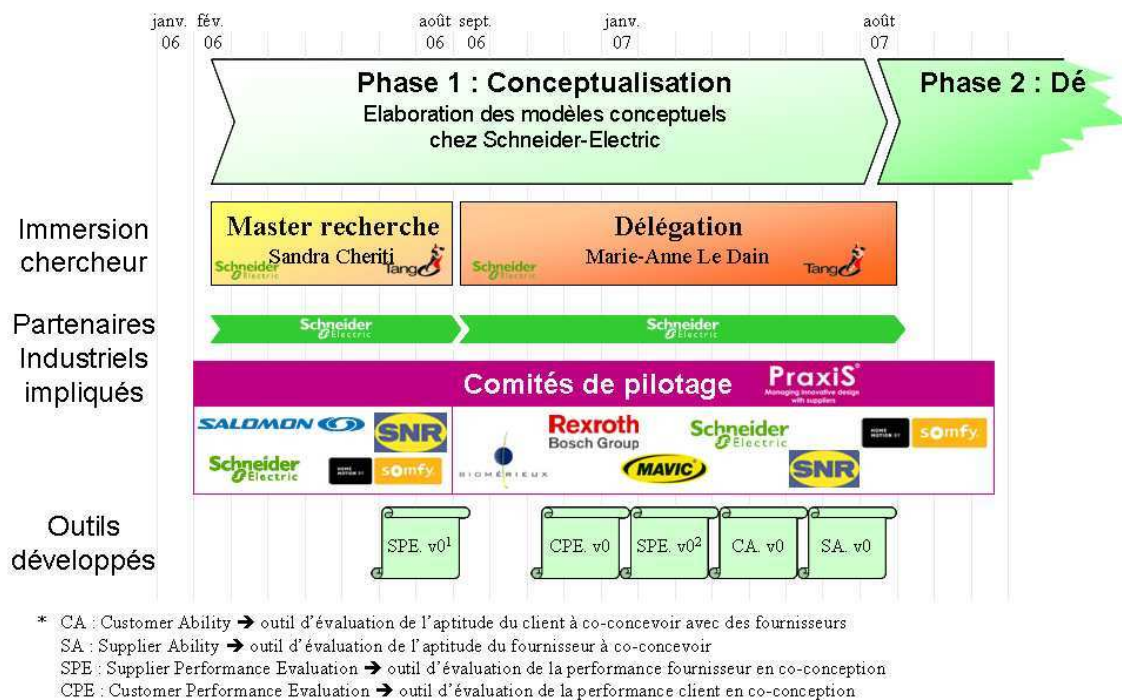 janv. fév. août sept. janv. août
06 06 06 06 07 07
Phase 1 : Conceptualisation
Elaboration des modèles conceptuels
chez Schneider-Electric
Phase 2 : Dé
Immersion
chercheur
Master recherche
Sandra Cheriti
Schneider
Electric
Tango
Délégation
Marie-Anne Le Dain
Schneider
Electric
Tango
Partenaires
Industriels
impliqués
Schneider
Electric
Schneider
Electric
Comités de pilotage
PraxiS®
Managing innovative design
with suppliers
SALOMON
SNR
Schneider
Electric
HOME
MOTION BY
somfy.
BIOMÉRIEUX
Rexroth
Bosch Group
MAVIC
Schneider
Electric
SNR
HOME
MOTION BY
somfy.
Outils
développés
SPE. v0¹
CPE. v0
SPE. v0²
CA. v0
SA. v0
* CA : Customer Ability ➔ outil d’évaluation de l’aptitude du client à co-concevoir avec des fournisseurs
SA : Supplier Ability ➔ outil d’évaluation de l’aptitude du fournisseur à co-concevoir
SPE : Supplier Performance Evaluation ➔ outil d’évaluation de la performance fournisseur en co-conception
CPE : Customer Performance Evaluation ➔ outil d’évaluation de la performance client en co-conception